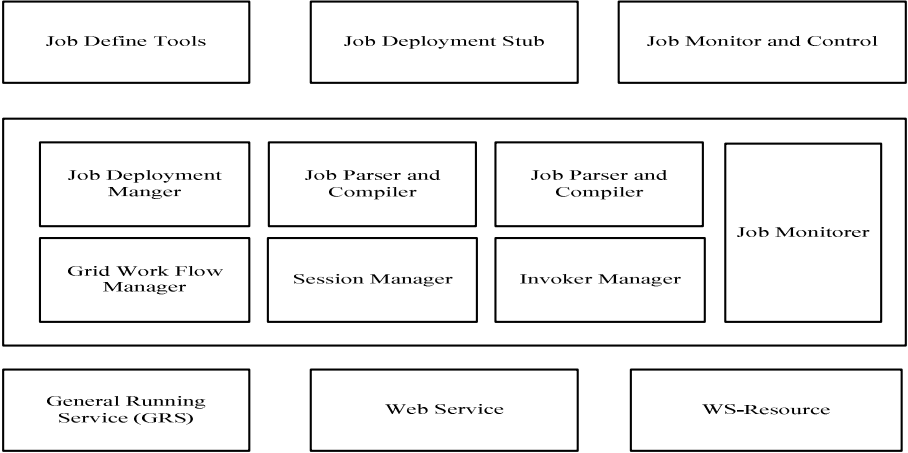 Job Define Tools
Job Deployment Stub
Job Monitor and Control
Job Deployment
Manger
Job Parser and
Compiler
Job Parser and
Compiler
Job Monitorer
Grid Work Flow
Manager
Session Manager
Invoker Manager
General Running
Service (GRS)
Web Service
WS-Resource